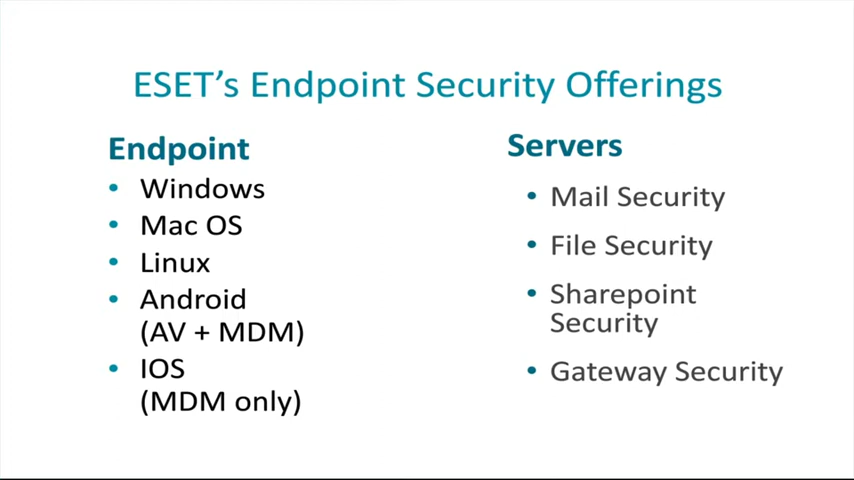 ESET's Endpoint Security Offerings
Endpoint
• Windows
• Mac OS
• Linux
• Android
(AV + MDM)
• IOS
(MDM only)
Servers
• Mail Security
• File Security
• Sharepoint
Security
• Gateway Security